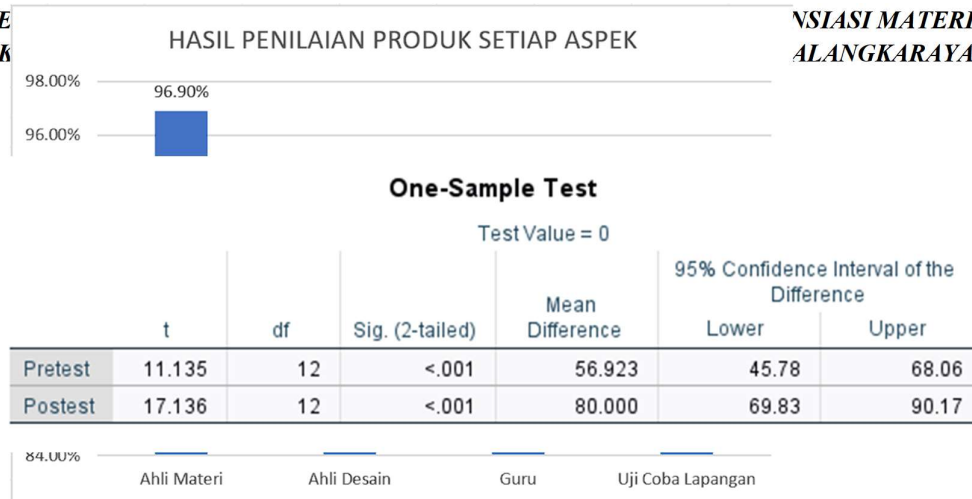 NSIASI MATERI
ALANGKARAYA
HASIL PENILAIAN PRODUK SETIAP ASPEK
98.00%
96.90%
96.00%
One-Sample Test
Test Value = 0
95% Confidence Interval of the
Difference
Mean
t df Sig. (2-tailed) Difference Lower Upper
Pretest 11.135 12 <.001 56.923 45.78 68.06
Postest 17.136 12 <.001 80.000 69.83 90.17
84.00%
Ahli Materi Ahli Desain Guru Uji Coba Lapangan